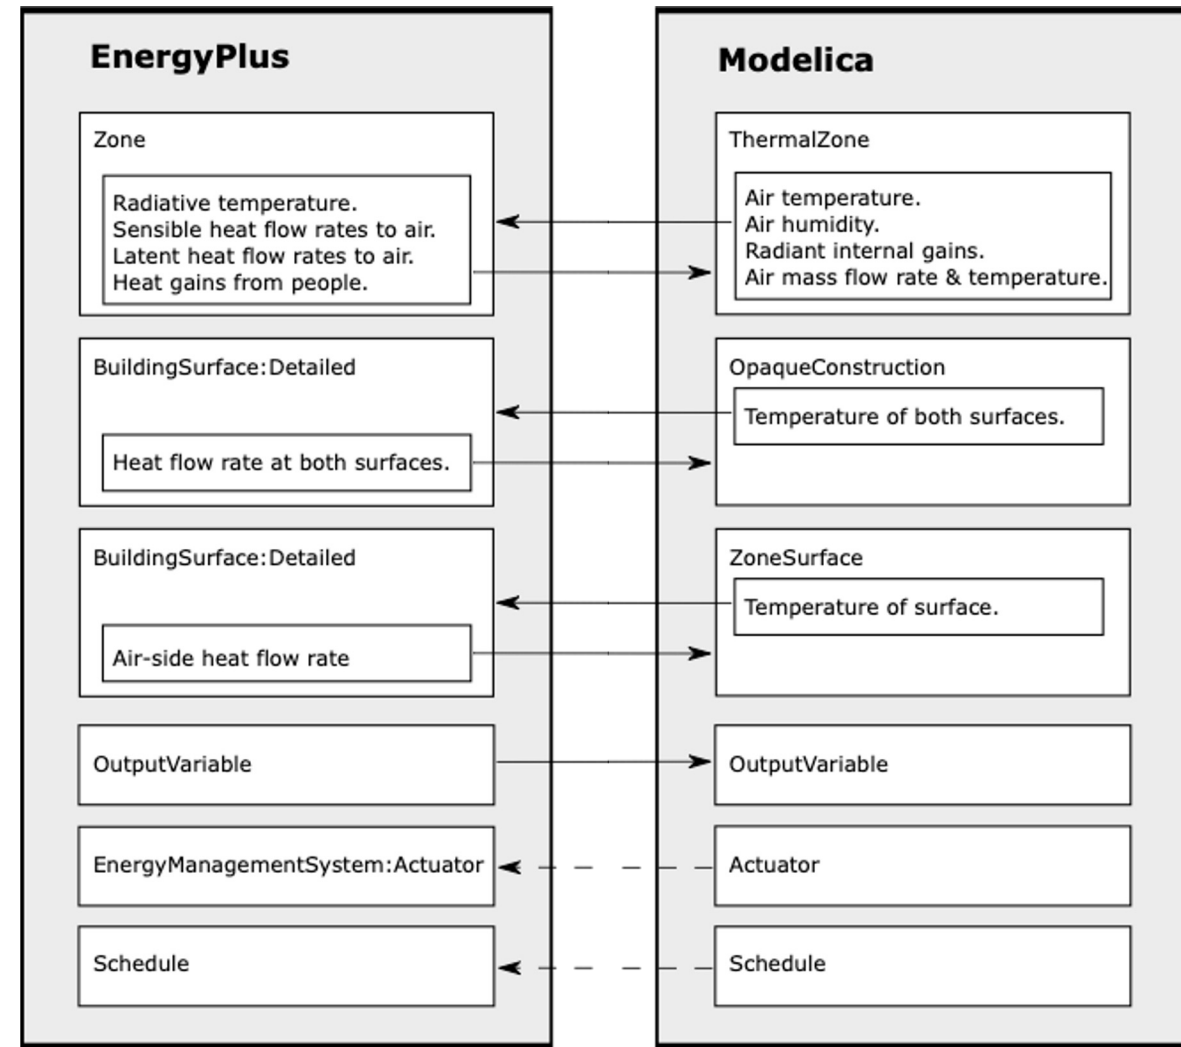 EnergyPlus
Zone
Radiative temperature.
Sensible heat flow rates to air.
Latent heat flow rates to air.
Heat gains from people.
BuildingSurface:Detailed
Heat flow rate at both surfaces.
BuildingSurface:Detailed
Air-side heat flow rate
OutputVariable
EnergyManagementSystem:Actuator
Schedule
Modelica
ThermalZone
Air temperature.
Air humidity.
Radiant internal gains.
Air mass flow rate & temperature.
OpaqueConstruction
Temperature of both surfaces.
ZoneSurface
Temperature of surface.
OutputVariable
Actuator
Schedule